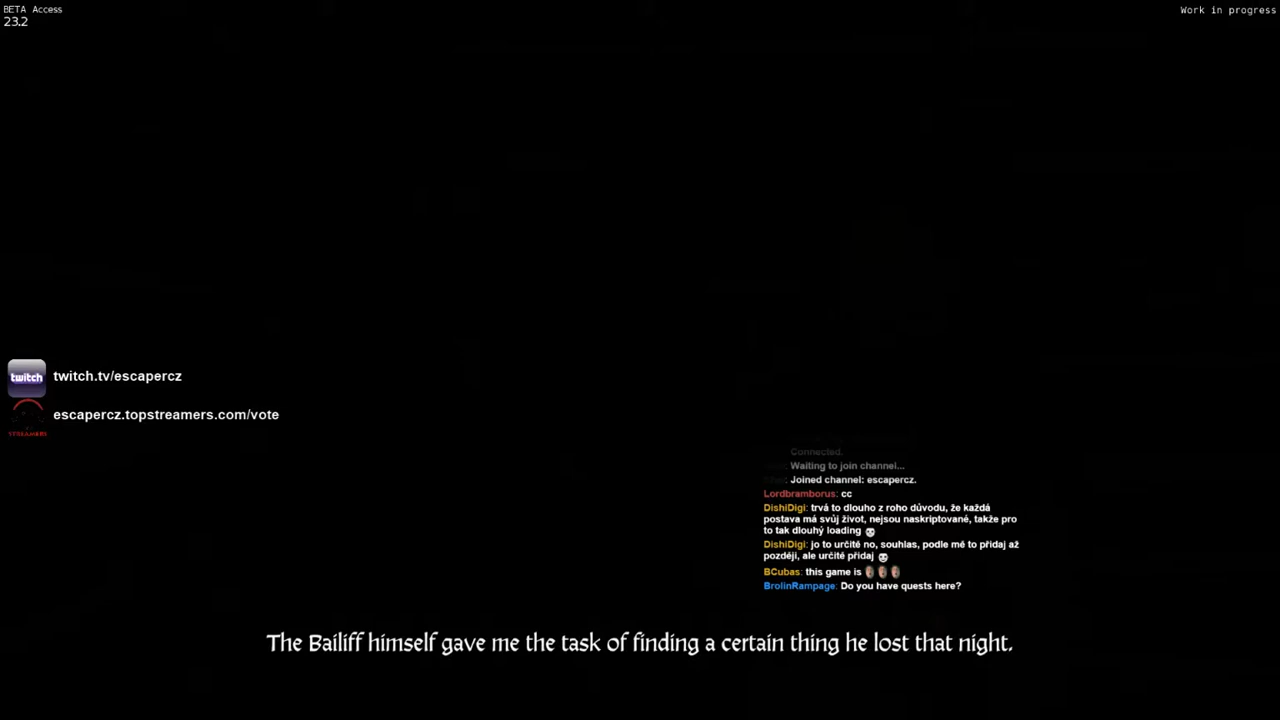 BETA Access
23.2
Work in progress
twitch
twitch.tv/escapercz
escapercz.topstreamers.com/vote
Connected.
Waiting to join channel...
Joined channel: escapercz.
Lordbramborus: cc
DishiDigi: trvá to dlouho z roho důvodu, že každá
postava má svůj život, nejsou naskriptované, takže pro
to tak dlouhý loading
DishiDigi: jo to určitě no, souhlas, podle mé to přidaj až
později, ale určitě přidaj
BCubas: this game is
BrolinRampage: Do you have quests here?
The Bailiff himself gave me the task of finding a certain thing he lost that night.